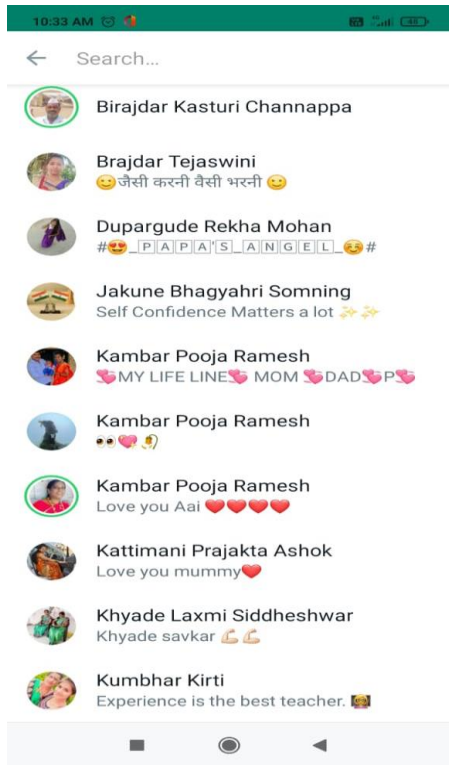 10:33 AM
Search...
Birajdar Kasturi Channappa
Brajdar Tejaswini
😊जैसी करनी वैसी भरनी 😊
Dupargude Rekha Mohan
#😍_🄿🄰🄿🄰'🅂_🄰🄽🄶🄴🄻_☺️#
Jakune Bhagyahri Somning
Self Confidence Matters a lot ✨✨
Kambar Pooja Ramesh
💞MY LIFE LINE💞 MOM 💞DAD💞P💞
Kambar Pooja Ramesh
👀💘🥀
Kambar Pooja Ramesh
Love you Aai ❤️❤️❤️❤️
Kattimani Prajakta Ashok
Love you mummy❤️
Khyade Laxmi Siddheshwar
Khyade savkar 💪🏻💪🏻
Kumbhar Kirti
Experience is the best teacher. 👩‍🏫